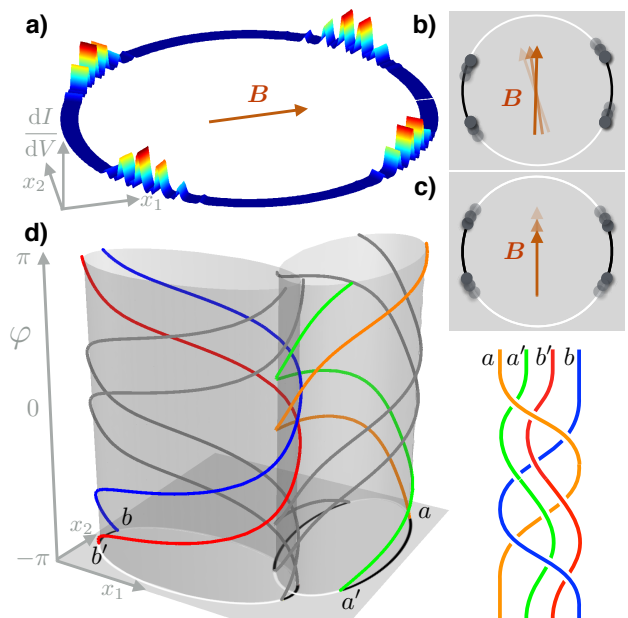 a)
B
dI
dV
x₂
x₁
b)
B
c)
B
d)
π
φ
0
−π
x₂
x₁
b
b′
a
a′
a a′ b′ b